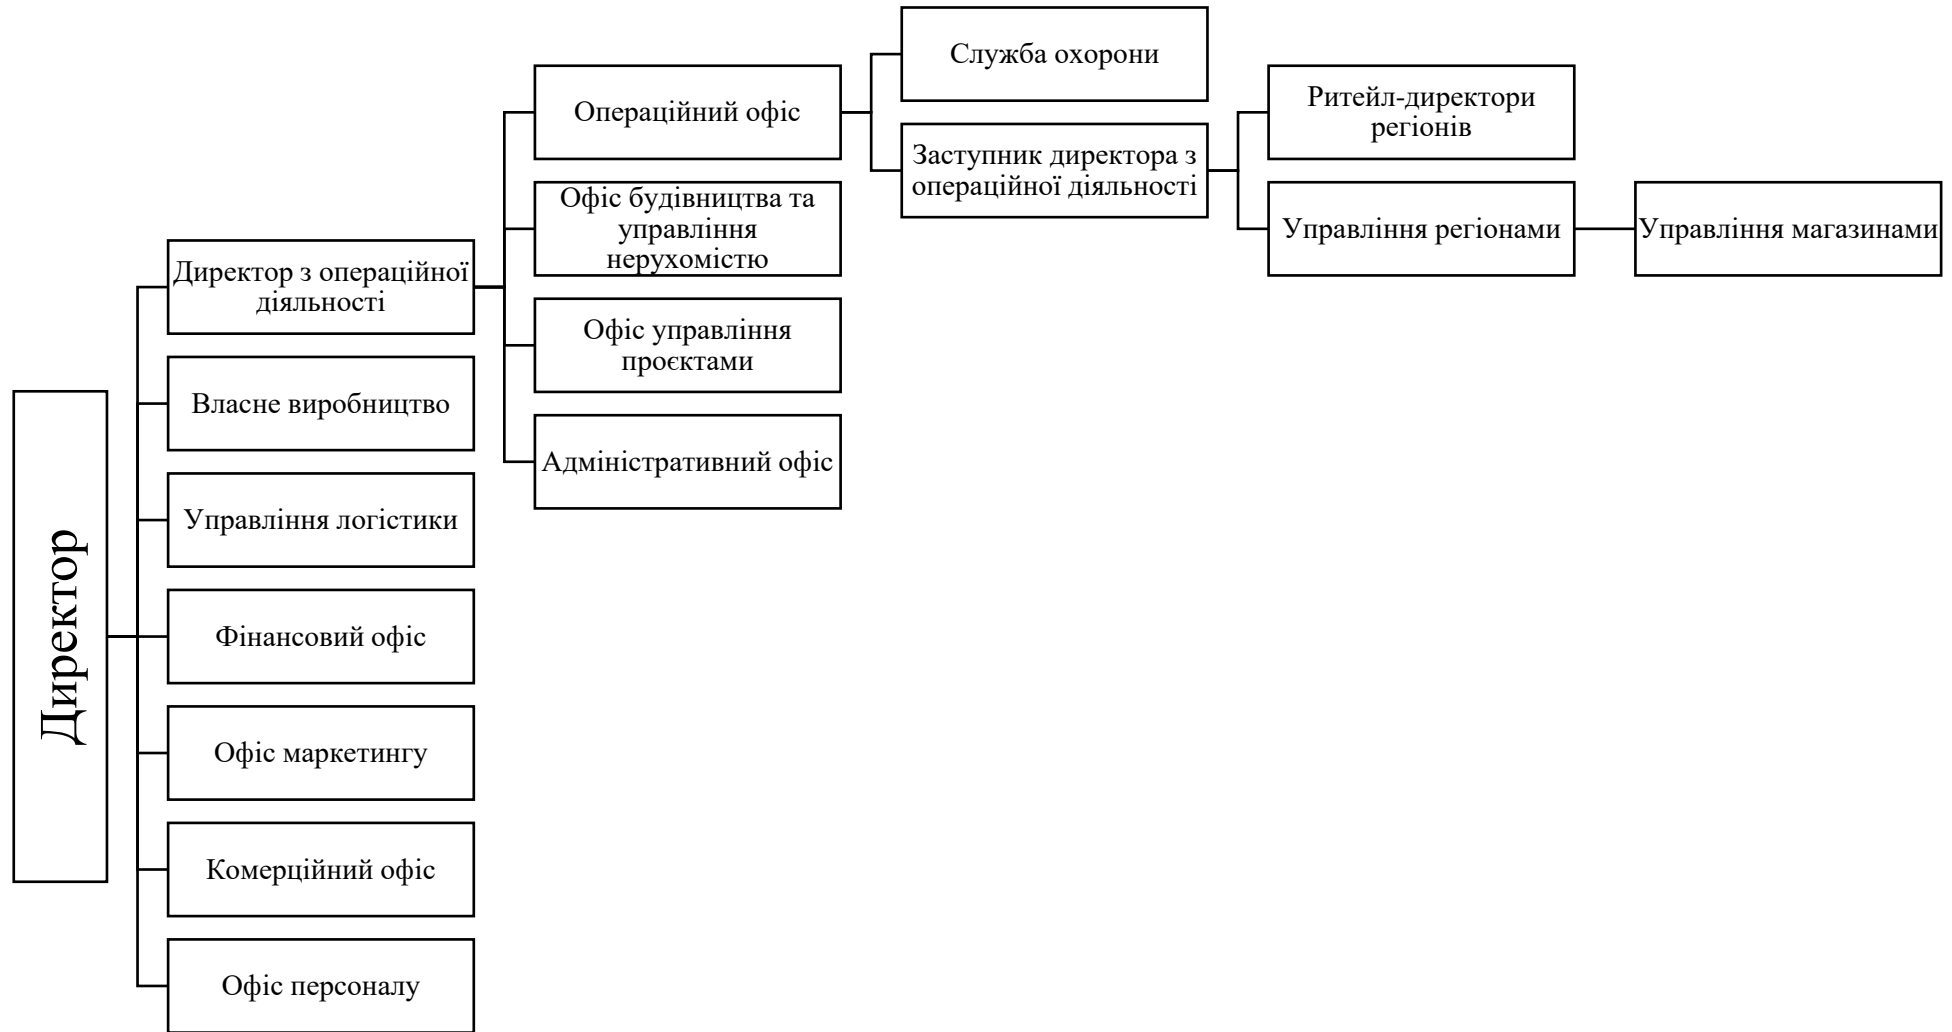 Директор
Директор з операційної
діяльності
Власне виробництво
Управління логістики
Фінансовий офіс
Офіс маркетингу
Комерційний офіс
Офіс персоналу
Операційний офіс
Офіс будівництва та
управління
нерухомістю
Офіс управління
проєктами
Адміністративний офіс
Служба охорони
Заступник директора з
операційної діяльності
Ритейл-директори
регіонів
Управління регіонами
Управління магазинами